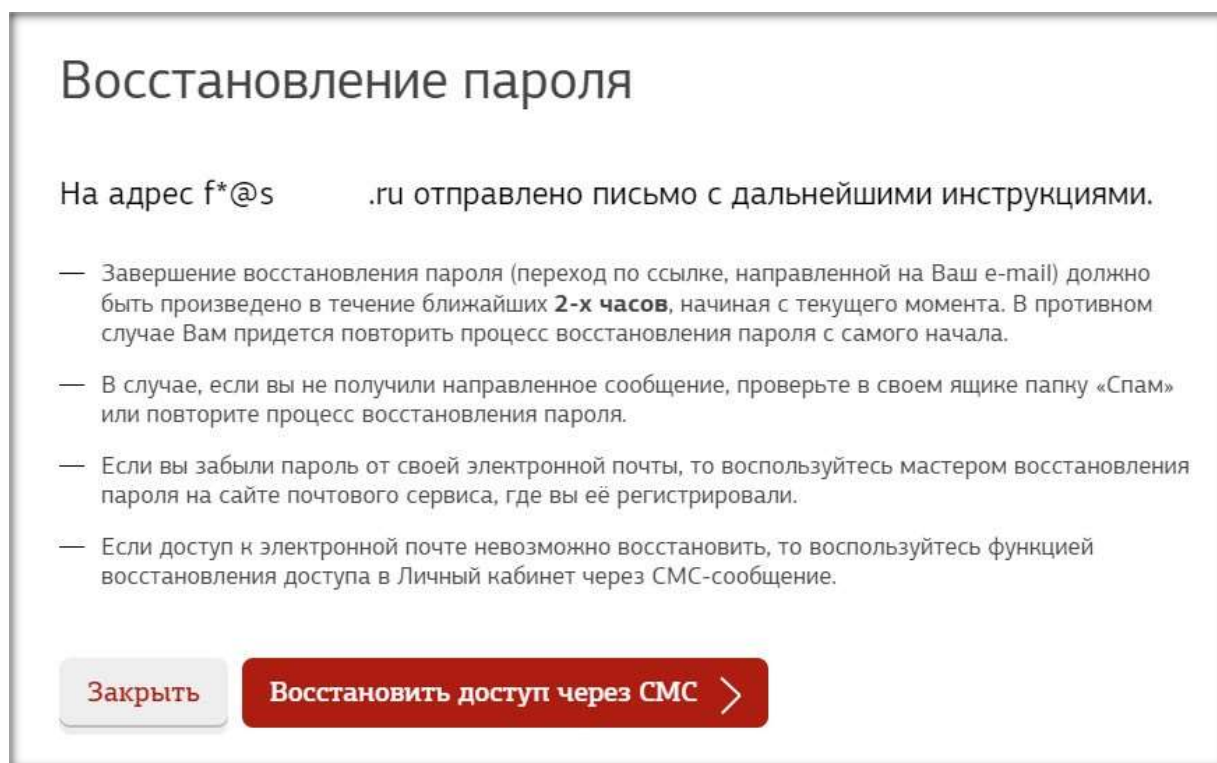 Восстановление пароля
На адрес f*@s .ru отправлено письмо с дальнейшими инструкциями.
— Завершение восстановления пароля (переход по ссылке, направленной на Ваш e-mail) должно
быть произведено в течение ближайших 2-х часов, начиная с текущего момента. В противном
случае Вам придется повторить процесс восстановления пароля с самого начала.
— В случае, если вы не получили направленное сообщение, проверьте в своем ящике папку «Спам»
или повторите процесс восстановления пароля.
— Если вы забыли пароль от своей электронной почты, то воспользуйтесь мастером восстановления
пароля на сайте почтового сервиса, где вы её регистрировали.
— Если доступ к электронной почте невозможно восстановить, то воспользуйтесь функцией
восстановления доступа в Личный кабинет через СМС-сообщение.
Закрыть Восстановить доступ через СМС